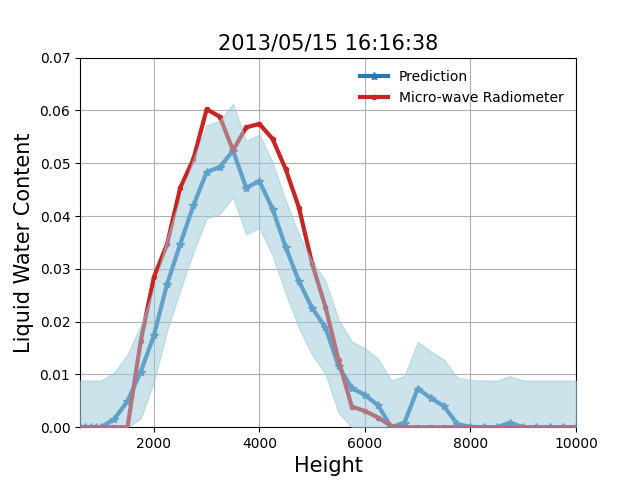 2013/05/15 16:16:38
Prediction
Micro-wave Radiometer
Liquid Water Content
0.07
0.06
0.05
0.04
0.03
0.02
0.01
0.00
2000 4000 6000 8000 10000
Height